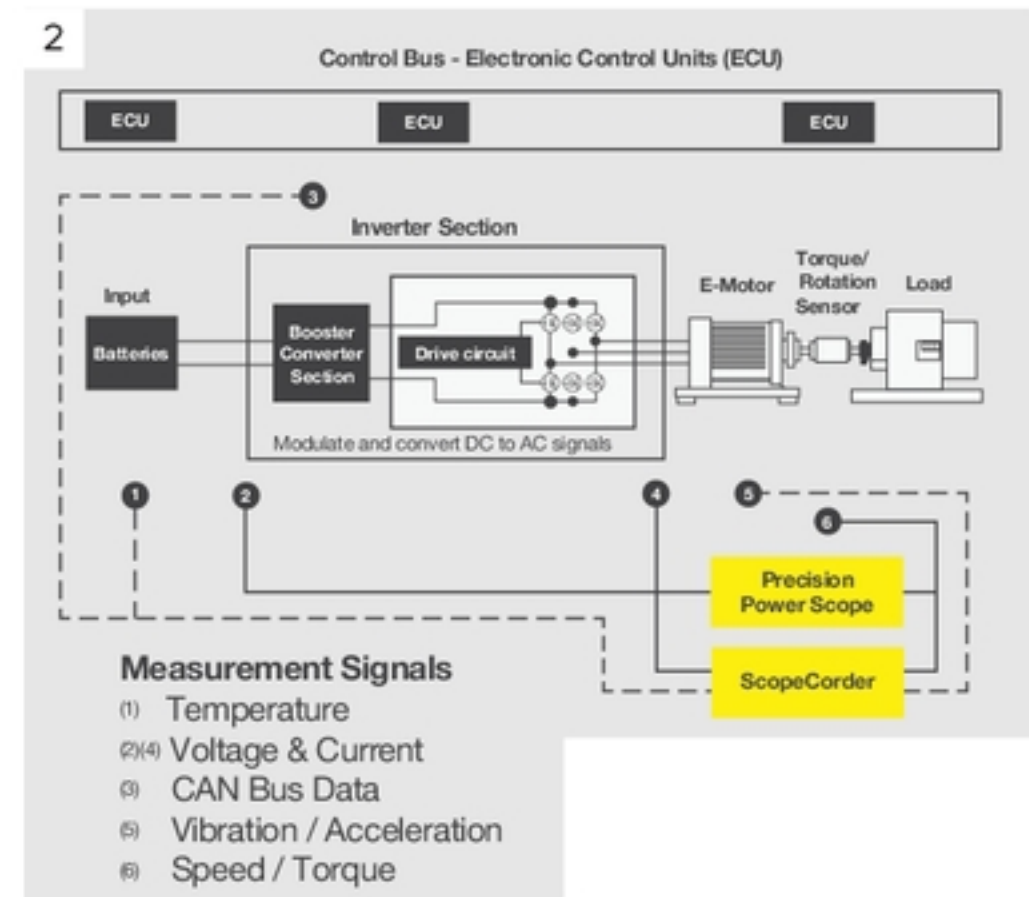 2
Control Bus - Electronic Control Units (ECU)
ECU
ECU
ECU
3
Inverter Section
Input
Batteries
Booster
Converter
Section
Drive circuit
Modulate and convert DC to AC signals
E-Motor
Torque/
Rotation
Sensor
Load
1
2
4
5
6
Precision
Power Scope
ScopeCorder
Measurement Signals
(1) Temperature
(2)(4) Voltage & Current
(3) CAN Bus Data
(5) Vibration / Acceleration
(6) Speed / Torque